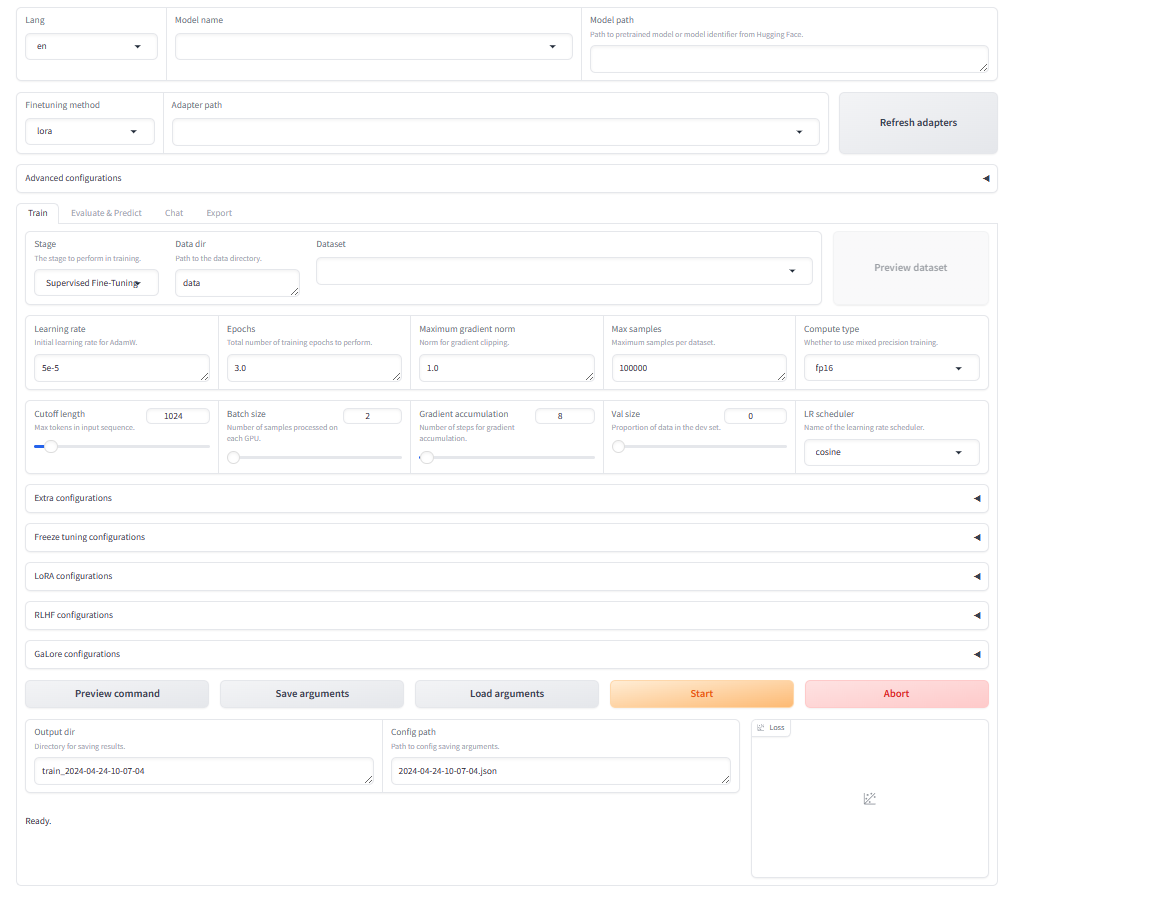 Lang
en
Model name
Model path
Path to pretrained model or model identifier from Hugging Face.
Finetuning method
lora
Adapter path
Refresh adapters
Advanced configurations
Train
Evaluate & Predict
Chat
Export
Stage
The stage to perform in training.
Supervised Fine-Tuning
Data dir
Path to the data directory.
data
Dataset
Preview dataset
Learning rate
Initial learning rate for AdamW.
5e-5
Epochs
Total number of training epochs to perform.
3.0
Maximum gradient norm
Norm for gradient clipping.
1.0
Max samples
Maximum samples per dataset.
100000
Compute type
Whether to use mixed precision training.
fp16
Cutoff length
1024
Max tokens in input sequence.
Batch size
2
Number of samples processed on
each GPU.
Gradient accumulation
8
Number of steps for gradient
accumulation.
Val size
0
Proportion of data in the dev set.
LR scheduler
Name of the learning rate scheduler.
cosine
Extra configurations
Freeze tuning configurations
LoRA configurations
RLHF configurations
GaLore configurations
Preview command
Save arguments
Load arguments
Start
Abort
Output dir
Directory for saving results.
train_2024-04-24-10-07-04
Config path
Path to config saving arguments.
2024-04-24-10-07-04.json
Loss
Ready.